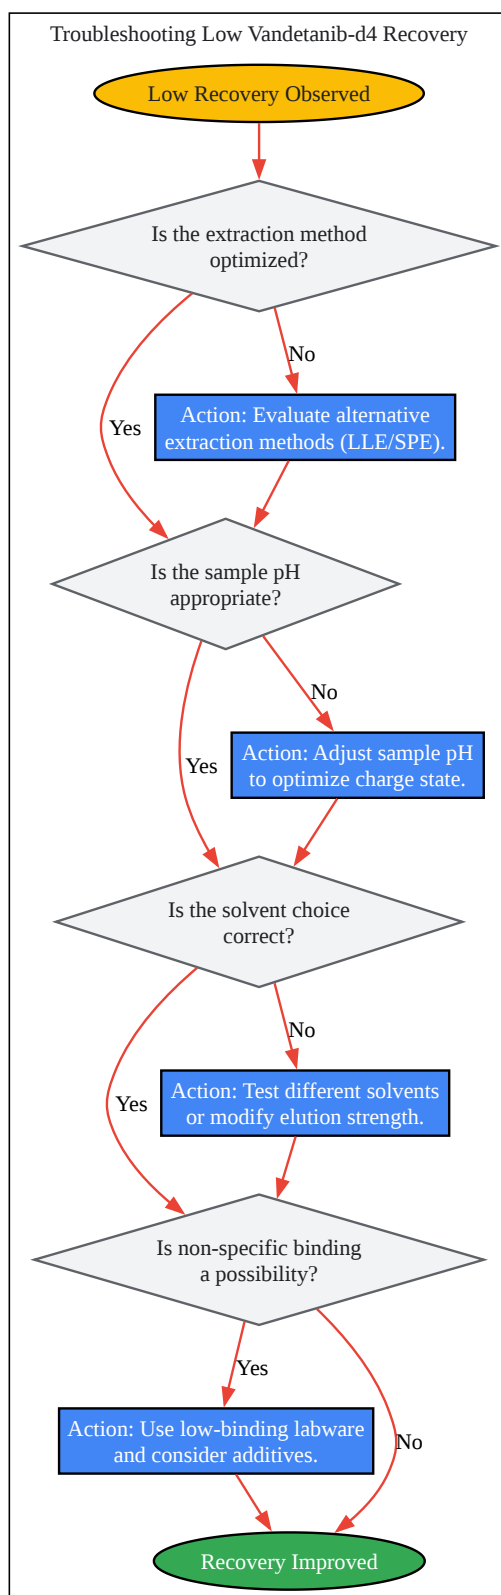 Troubleshooting Low Vandetanib-d4 Recovery
Low Recovery Observed
Is the extraction method
optimized?
No
Yes
Action: Evaluate alternative
extraction methods (LLE/SPE).
Is the sample pH
appropriate?
No
Yes
Action: Adjust sample pH
to optimize charge state.
Is the solvent choice
correct?
No
Yes
Action: Test different solvents
or modify elution strength.
Is non-specific binding
a possibility?
Yes
No
Action: Use low-binding labware
and consider additives.
Recovery Improved